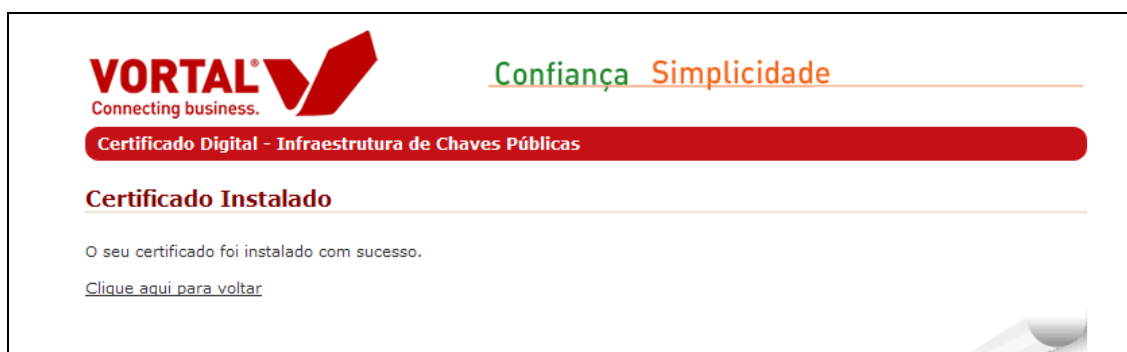 VORTAL®
Connecting business.
Confiança Simplicidade
Certificado Digital - Infraestrutura de Chaves Públicas
Certificado Instalado
O seu certificado foi instalado com sucesso.
Clique aqui para voltar